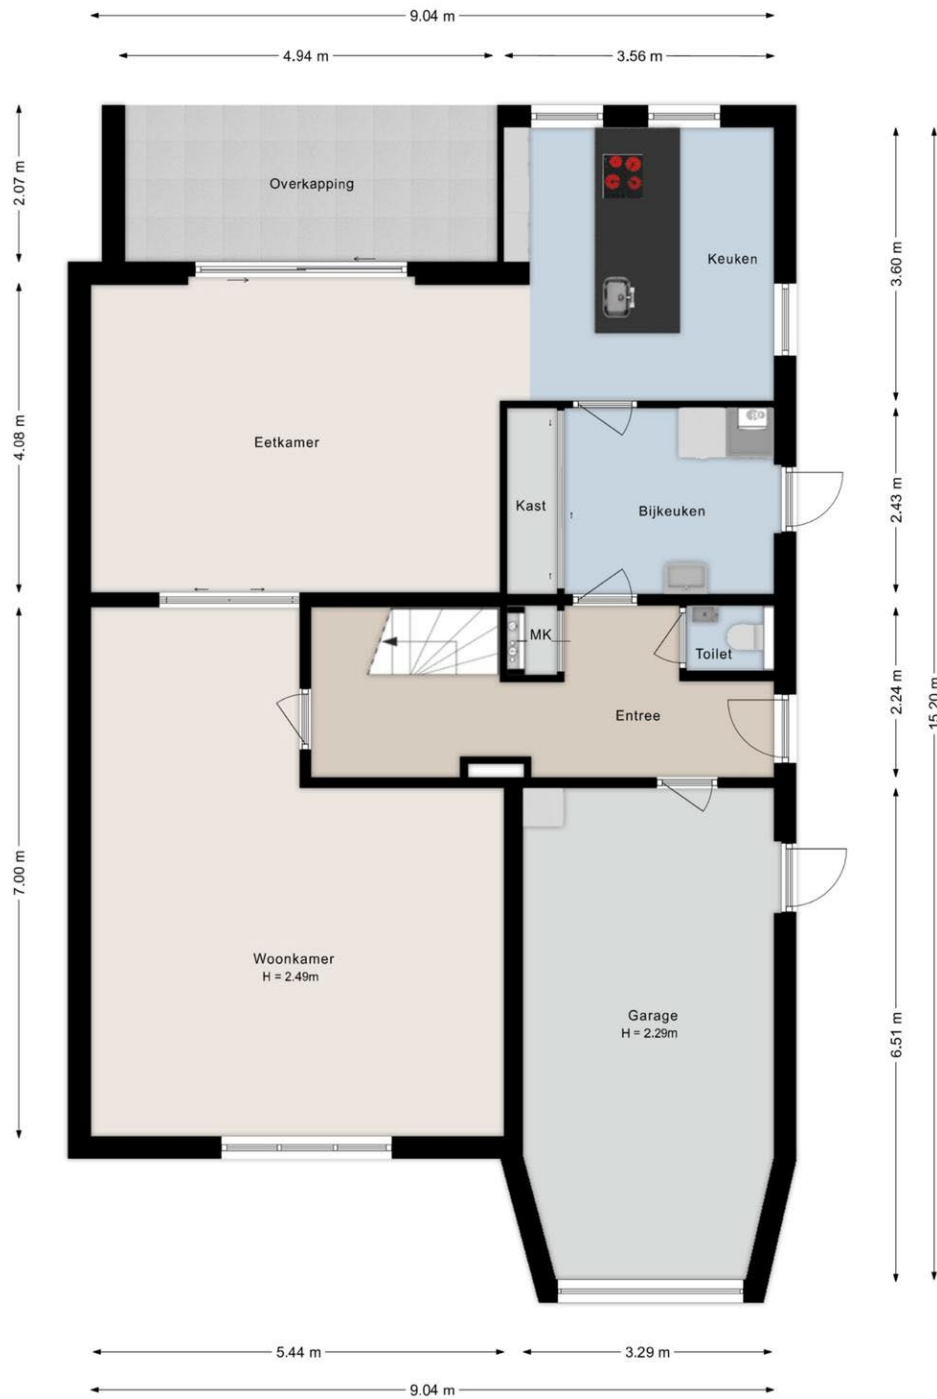 9.04 m
4.94 m
3.56 m
2.07 m
Overkapping
Keuken
3.60 m
4.08 m
Eetkamer
Kast
Bijkeuken
2.43 m
MK
Toilet
Entree
2.24 m
15.20 m
7.00 m
Woonkamer
H = 2.49m
Garage
H = 2.29m
6.51 m
5.44 m
3.29 m
9.04 m